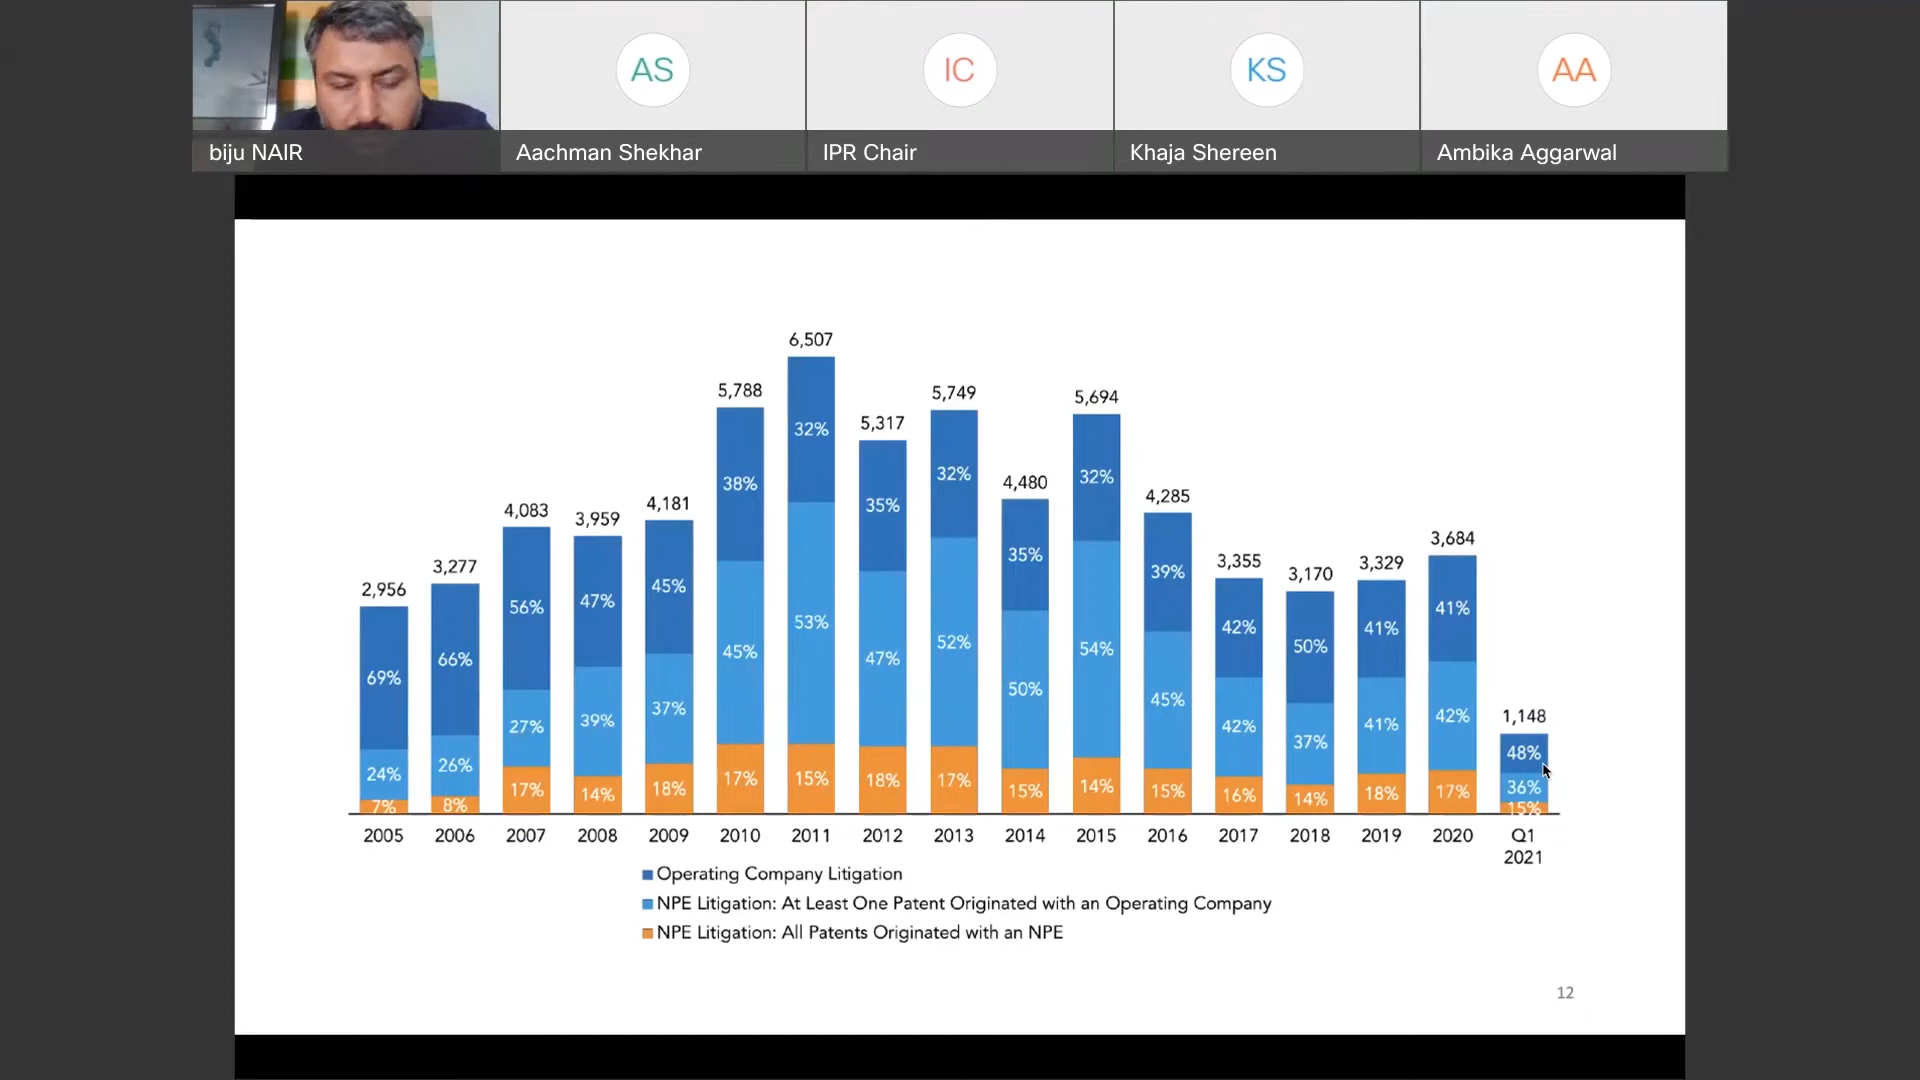 AS
IC
KS
AA
biju NAIR
Aachman Shekhar
IPR Chair
Khaja Shereen
Ambika Aggarwal
6,507
5,788
5,749
5,694
5,317
4,480
4,285
4,181
4,083
3,959
3,684
3,355
3,329
3,277
3,170
2,956
1,148
69% 66% 56% 47% 45% 38% 32% 35% 32% 35% 32% 39% 42% 50% 41% 41% 48%
24% 26% 27% 39% 37% 45% 53% 47% 52% 50% 54% 45% 42% 37% 41% 42% 36%
7% 8% 17% 14% 18% 17% 15% 18% 17% 15% 14% 15% 16% 14% 18% 17% 15%
2005 2006 2007 2008 2009 2010 2011 2012 2013 2014 2015 2016 2017 2018 2019 2020 Q1
2021
Operating Company Litigation
NPE Litigation: At Least One Patent Originated with an Operating Company
NPE Litigation: All Patents Originated with an NPE
12